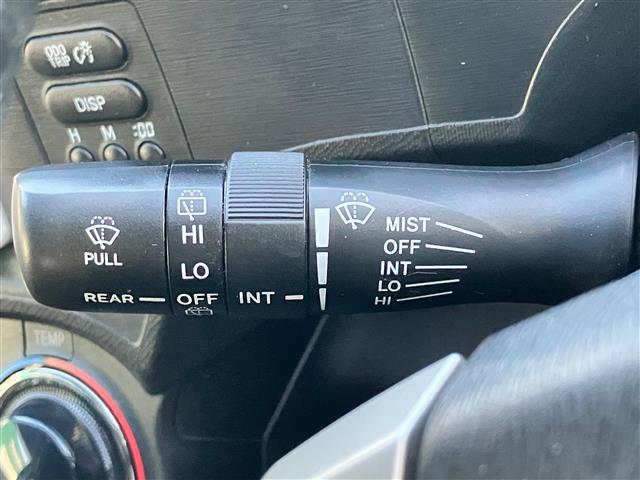 ODO
TRIP
DISP
H M :00
PULL
REAR
HI
LO
OFF
INT
MIST
OFF
INT
LO
HI
TEMP